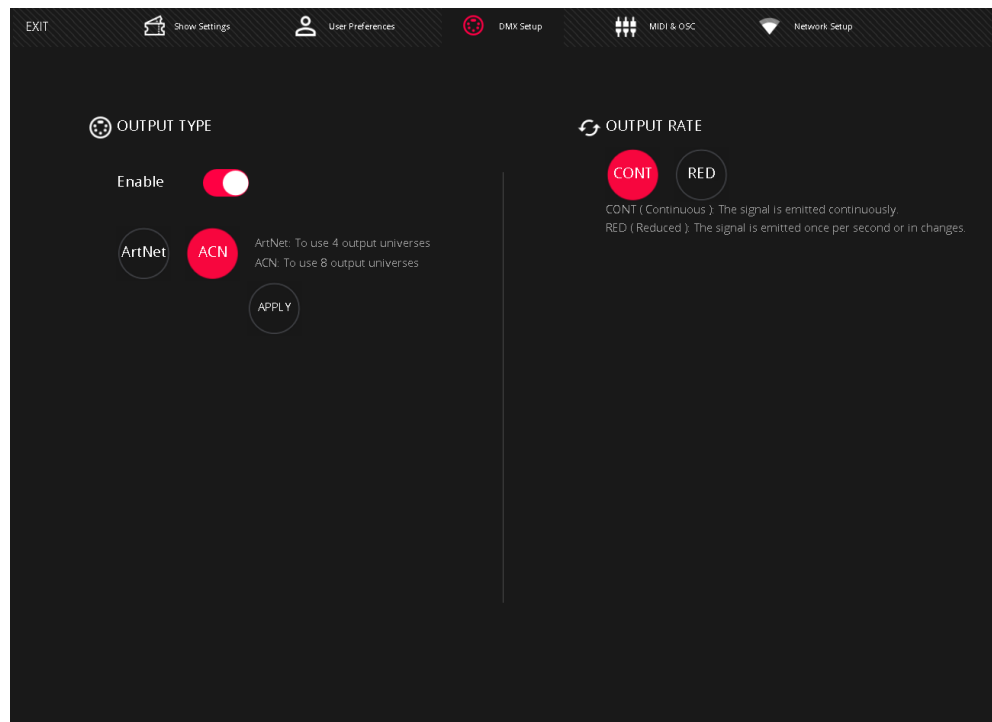 EXIT Show Settings User Preferences DMX Setup MIDI & OSC Network Setup
OUTPUT TYPE
Enable
ArtNet ACN
ArtNet: To use 4 output universes
ACN: To use 8 output universes
APPLY
OUTPUT RATE
CONT RED
CONT ( Continuous ): The signal is emitted continuously.
RED ( Reduced ): The signal is emitted once per second or in changes.